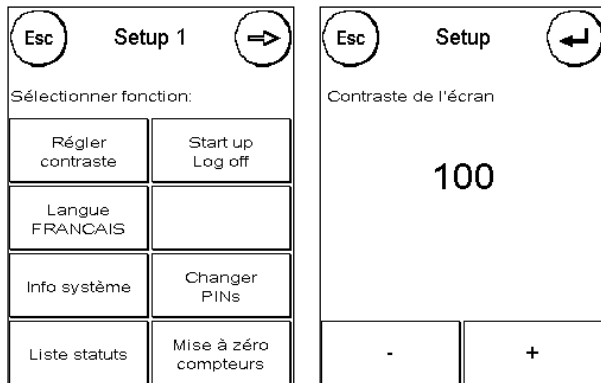 Esc
Setup 1
Sélectionner fonction:
Régler
contraste
Start up
Log off
Langue
FRANCAIS
Info système
Changer
PINs
Liste statuts
Mise à zéro
compteurs
Esc
Setup
Contraste de l'écran
100
-
+